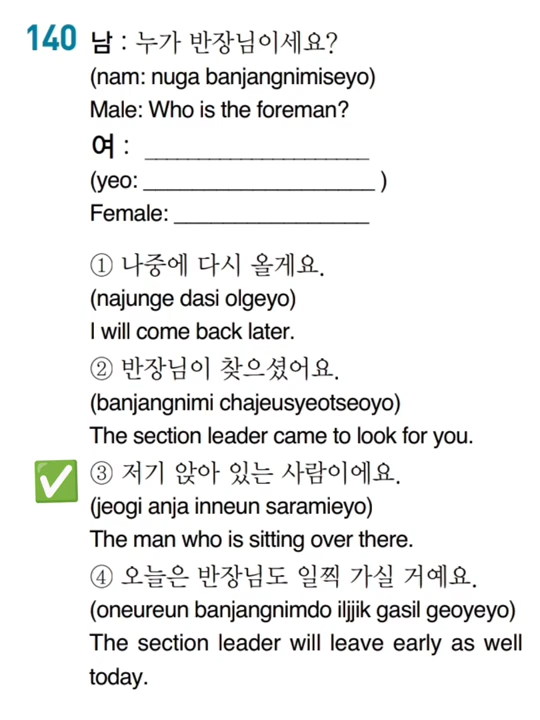 140 남 : 누가 반장님이세요?
(nam: nuga banjangnimiseyo)
Male: Who is the foreman?
여 : ____________________
(yeo: ____________________ )
Female: __________________
① 나중에 다시 올게요.
(najunge dasi olgeyo)
I will come back later.
② 반장님이 찾으셨어요.
(banjangnimi chajeusyeotseoyo)
The section leader came to look for you.
③ 저기 앉아 있는 사람이에요.
(jeogi anja inneun saramieyo)
The man who is sitting over there.
④ 오늘은 반장님도 일찍 가실 거예요.
(oneureun banjangnimdo iljjik gasil geoyeyo)
The section leader will leave early as well
today.